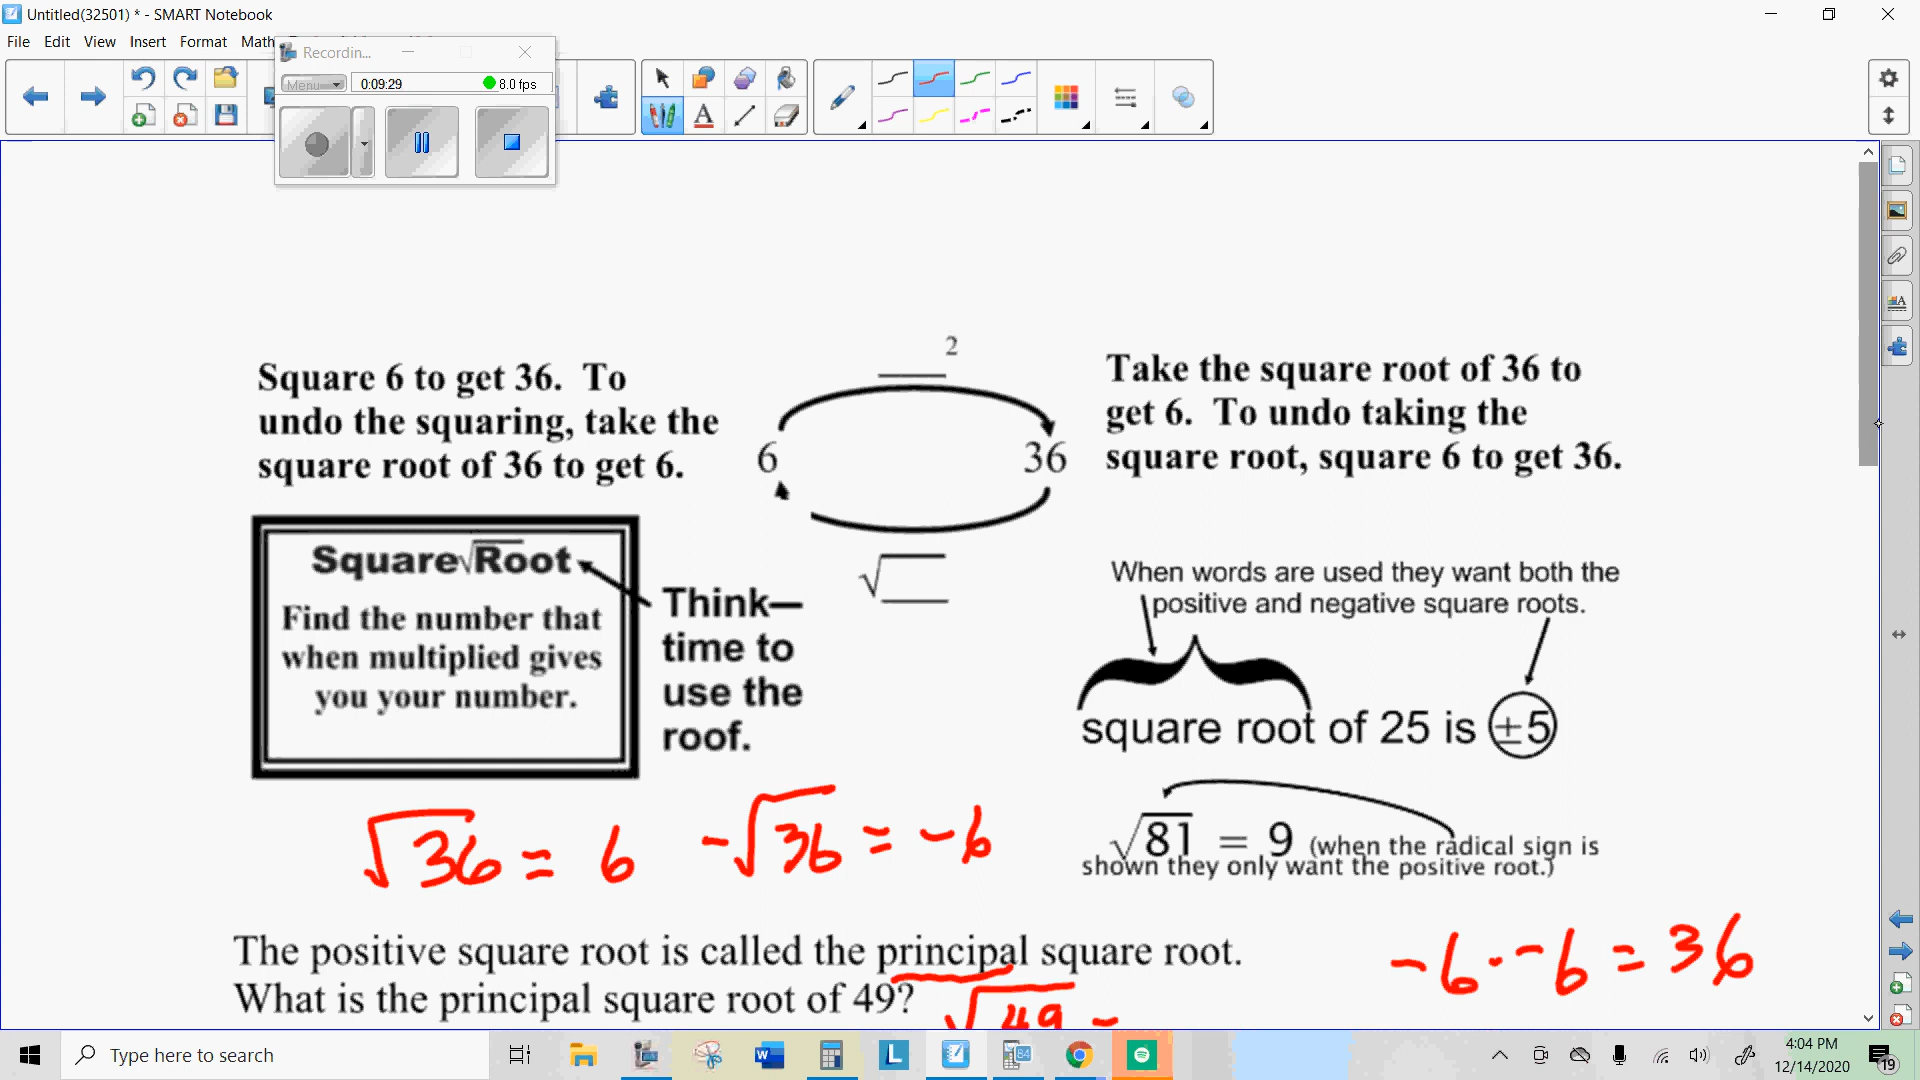 Untitled(32501) * - SMART Notebook
File Edit View Insert Format Math
Recordin...
Menu 0:09:29 8.0 fps
Square 6 to get 36. To
undo the squaring, take the
square root of 36 to get 6.
2
6 36
√
Take the square root of 36 to
get 6. To undo taking the
square root, square 6 to get 36.
Square√Root
Find the number that
when multiplied gives
you your number.
Think—
time to
use the
roof.
When words are used they want both the
positive and negative square roots.
square root of 25 is ±5
√81 = 9 (when the radical sign is
shown they only want the positive root.)
√36 = 6 -√36 = -6
The positive square root is called the principal square root.
What is the principal square root of 49?
√49 =
-6 · -6 = 36
Type here to search
W
L
84
4:04 PM
12/14/2020
19